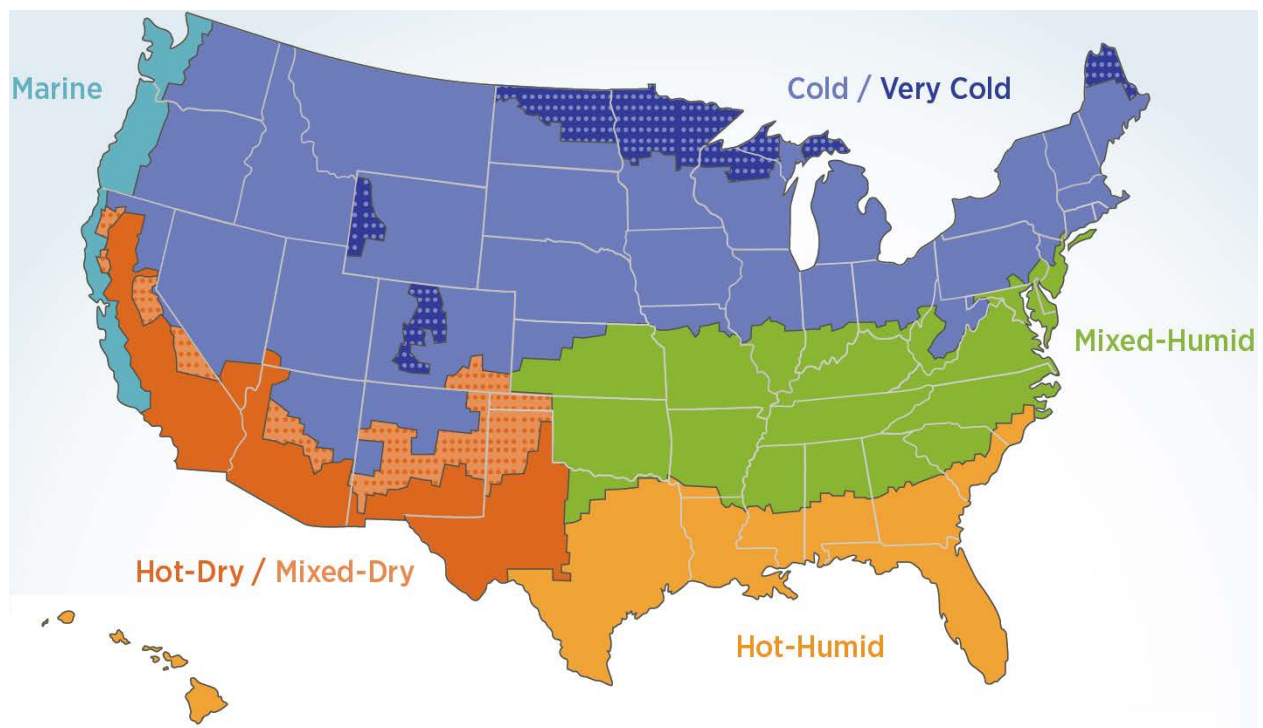 Marine
Cold / Very Cold
Mixed-Humid
Hot-Dry / Mixed-Dry
Hot-Humid